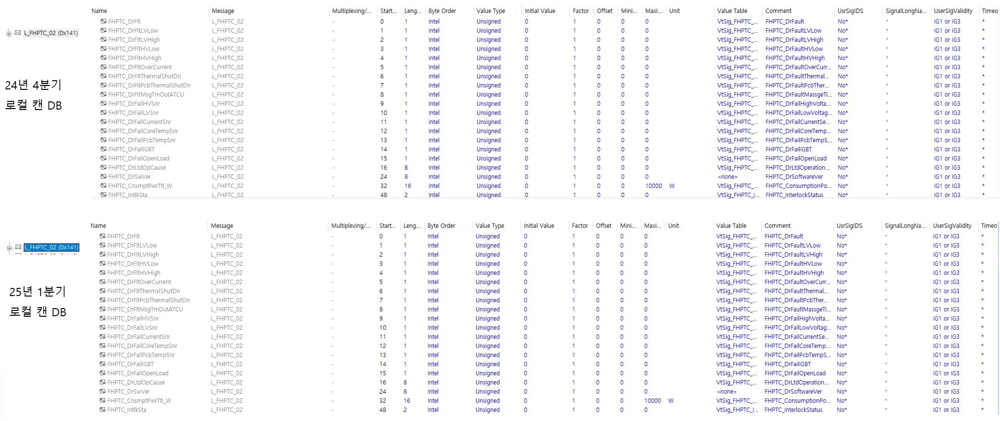 Name Message Multiplexing/... Start... Leng... Byte Order Value Type Initial Value Factor Offset Mini... Maxi... Unit Value Table Comment UsrSigIDS SignalLongNa... UserSigValidity Timeo
FHPTC_DrFlt L_FHPTC_02 - 0 1 Intel Unsigned 0 1 0 0 0 VtSig_FHPTC_... FHPTC_DrFault No* * IG1 or IG3 *
L_FHPTC_02 (0x141)
FHPTC_DrFltLVLow L_FHPTC_02 - 1 1 Intel Unsigned 0 1 0 0 0 VtSig_FHPTC_... FHPTC_DrFaultLVLow No* * IG1 or IG3 *
FHPTC_DrFltLVHigh L_FHPTC_02 - 2 1 Intel Unsigned 0 1 0 0 0 VtSig_FHPTC_... FHPTC_DrFaultLVHigh No* * IG1 or IG3 *
FHPTC_DrFltHVLow L_FHPTC_02 - 3 1 Intel Unsigned 0 1 0 0 0 VtSig_FHPTC_... FHPTC_DrFaultHVLow No* * IG1 or IG3 *
FHPTC_DrFltHVHigh L_FHPTC_02 - 4 1 Intel Unsigned 0 1 0 0 0 VtSig_FHPTC_... FHPTC_DrFaultHVHigh No* * IG1 or IG3 *
FHPTC_DrFltOverCurrent L_FHPTC_02 - 5 1 Intel Unsigned 0 1 0 0 0 VtSig_FHPTC_... FHPTC_DrFaultOverCurr... No* * IG1 or IG3 *
FHPTC_DrFltThermalShutDn L_FHPTC_02 - 6 1 Intel Unsigned 0 1 0 0 0 VtSig_FHPTC_... FHPTC_DrFaultThermal... No* * IG1 or IG3 *
24년 4분기
FHPTC_DrFltPcbThermalShutDn L_FHPTC_02 - 7 1 Intel Unsigned 0 1 0 0 0 VtSig_FHPTC_... FHPTC_DrFaultPcbTher... No* * IG1 or IG3 *
FHPTC_DrFltMsgTmOutATCU L_FHPTC_02 - 8 1 Intel Unsigned 0 1 0 0 0 VtSig_FHPTC_... FHPTC_DrFaultMassgeTi... No* * IG1 or IG3 *
로컬 캔 DB
FHPTC_DrFailHVSnr L_FHPTC_02 - 9 1 Intel Unsigned 0 1 0 0 0 VtSig_FHPTC_... FHPTC_DrFailHighVolta... No* * IG1 or IG3 *
FHPTC_DrFailLVSnr L_FHPTC_02 - 10 1 Intel Unsigned 0 1 0 0 0 VtSig_FHPTC_... FHPTC_DrFailLowVoltag... No* * IG1 or IG3 *
FHPTC_DrFailCurrentSnr L_FHPTC_02 - 11 1 Intel Unsigned 0 1 0 0 0 VtSig_FHPTC_... FHPTC_DrFailCurrentSe... No* * IG1 or IG3 *
FHPTC_DrFailCoreTempSnr L_FHPTC_02 - 12 1 Intel Unsigned 0 1 0 0 0 VtSig_FHPTC_... FHPTC_DrFailCoreTemp... No* * IG1 or IG3 *
FHPTC_DrFailPcbTempSnr L_FHPTC_02 - 13 1 Intel Unsigned 0 1 0 0 0 VtSig_FHPTC_... FHPTC_DrFailPcbTempS... No* * IG1 or IG3 *
FHPTC_DrFailIGBT L_FHPTC_02 - 14 1 Intel Unsigned 0 1 0 0 0 VtSig_FHPTC_... FHPTC_DrFailIGBT No* * IG1 or IG3 *
FHPTC_DrFailOpenLoad L_FHPTC_02 - 15 1 Intel Unsigned 0 1 0 0 0 VtSig_FHPTC_... FHPTC_DrFailOpenLoad No* * IG1 or IG3 *
FHPTC_DrLtdOpCause L_FHPTC_02 - 16 8 Intel Unsigned 0 1 0 0 0 VtSig_FHPTC_... FHPTC_DrLtdOperation... No* * IG1 or IG3 *
FHPTC_DrSwVer L_FHPTC_02 - 24 8 Intel Unsigned 0 1 0 0 0 <none> FHPTC_DrSoftwareVer No* * IG1 or IG3 *
FHPTC_CnsmptPwrTtl_W L_FHPTC_02 - 32 16 Intel Unsigned 0 1 0 0 10000 W VtSig_FHPTC_... FHPTC_ConsumptionPo... No* * IG1 or IG3 *
FHPTC_IntlkSta L_FHPTC_02 - 48 2 Intel Unsigned 0 1 0 0 0 VtSig_FHPTC_I... FHPTC_InterlockStatus No* * IG1 or IG3 *
Name Message Multiplexing/... Start... Leng... Byte Order Value Type Initial Value Factor Offset Mini... Maxi... Unit Value Table Comment UsrSigIDS SignalLongNa... UserSigValidity Timeo
FHPTC_DrFlt L_FHPTC_02 - 0 1 Intel Unsigned 0 1 0 0 0 VtSig_FHPTC_... FHPTC_DrFault No* * IG1 or IG3 *
L_FHPTC_02 (0x141)
FHPTC_DrFltLVLow L_FHPTC_02 - 1 1 Intel Unsigned 0 1 0 0 0 VtSig_FHPTC_... FHPTC_DrFaultLVLow No* * IG1 or IG3 *
FHPTC_DrFltLVHigh L_FHPTC_02 - 2 1 Intel Unsigned 0 1 0 0 0 VtSig_FHPTC_... FHPTC_DrFaultLVHigh No* * IG1 or IG3 *
FHPTC_DrFltHVLow L_FHPTC_02 - 3 1 Intel Unsigned 0 1 0 0 0 VtSig_FHPTC_... FHPTC_DrFaultHVLow No* * IG1 or IG3 *
FHPTC_DrFltHVHigh L_FHPTC_02 - 4 1 Intel Unsigned 0 1 0 0 0 VtSig_FHPTC_... FHPTC_DrFaultHVHigh No* * IG1 or IG3 *
FHPTC_DrFltOverCurrent L_FHPTC_02 - 5 1 Intel Unsigned 0 1 0 0 0 VtSig_FHPTC_... FHPTC_DrFaultOverCurr... No* * IG1 or IG3 *
25년 1분기
FHPTC_DrFltThermalShutDn L_FHPTC_02 - 6 1 Intel Unsigned 0 1 0 0 0 VtSig_FHPTC_... FHPTC_DrFaultThermal... No* * IG1 or IG3 *
FHPTC_DrFltPcbThermalShutDn L_FHPTC_02 - 7 1 Intel Unsigned 0 1 0 0 0 VtSig_FHPTC_... FHPTC_DrFaultPcbTher... No* * IG1 or IG3 *
로컬 캔 DB
FHPTC_DrFltMsgTmOutATCU L_FHPTC_02 - 8 1 Intel Unsigned 0 1 0 0 0 VtSig_FHPTC_... FHPTC_DrFaultMassgeTi... No* * IG1 or IG3 *
FHPTC_DrFailHVSnr L_FHPTC_02 - 9 1 Intel Unsigned 0 1 0 0 0 VtSig_FHPTC_... FHPTC_DrFailHighVolta... No* * IG1 or IG3 *
FHPTC_DrFailLVSnr L_FHPTC_02 - 10 1 Intel Unsigned 0 1 0 0 0 VtSig_FHPTC_... FHPTC_DrFailLowVoltag... No* * IG1 or IG3 *
FHPTC_DrFailCurrentSnr L_FHPTC_02 - 11 1 Intel Unsigned 0 1 0 0 0 VtSig_FHPTC_... FHPTC_DrFailCurrentSe... No* * IG1 or IG3 *
FHPTC_DrFailCoreTempSnr L_FHPTC_02 - 12 1 Intel Unsigned 0 1 0 0 0 VtSig_FHPTC_... FHPTC_DrFailCoreTemp... No* * IG1 or IG3 *
FHPTC_DrFailPcbTempSnr L_FHPTC_02 - 13 1 Intel Unsigned 0 1 0 0 0 VtSig_FHPTC_... FHPTC_DrFailPcbTempS... No* * IG1 or IG3 *
FHPTC_DrFailIGBT L_FHPTC_02 - 14 1 Intel Unsigned 0 1 0 0 0 VtSig_FHPTC_... FHPTC_DrFailIGBT No* * IG1 or IG3 *
FHPTC_DrFailOpenLoad L_FHPTC_02 - 15 1 Intel Unsigned 0 1 0 0 0 VtSig_FHPTC_... FHPTC_DrFailOpenLoad No* * IG1 or IG3 *
FHPTC_DrLtdOpCause L_FHPTC_02 - 16 8 Intel Unsigned 0 1 0 0 0 VtSig_FHPTC_... FHPTC_DrLtdOperation... No* * IG1 or IG3 *
FHPTC_DrSwVer L_FHPTC_02 - 24 8 Intel Unsigned 0 1 0 0 0 <none> FHPTC_DrSoftwareVer No* * IG1 or IG3 *
FHPTC_CnsmptPwrTtl_W L_FHPTC_02 - 32 16 Intel Unsigned 0 1 0 0 10000 W VtSig_FHPTC_... FHPTC_ConsumptionPo... No* * IG1 or IG3 *
FHPTC_IntlkSta L_FHPTC_02 - 48 2 Intel Unsigned 0 1 0 0 0 VtSig_FHPTC_I... FHPTC_InterlockStatus No* * IG1 or IG3 *